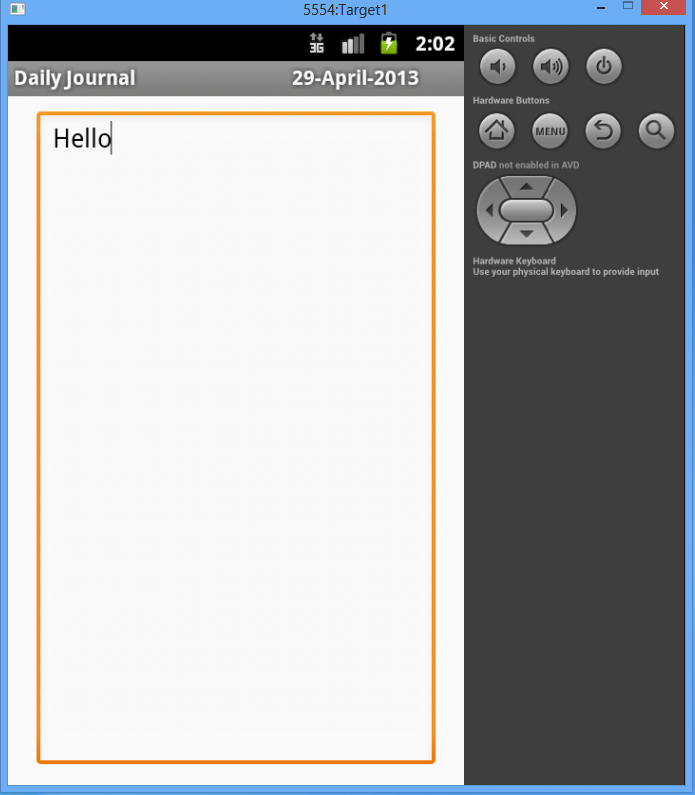 5554:Target1
3G 2:02
Daily Journal 29-April-2013
Hello
Basic Controls
Hardware Buttons
MENU
DPAD not enabled in AVD
Hardware Keyboard
Use your physical keyboard to provide input